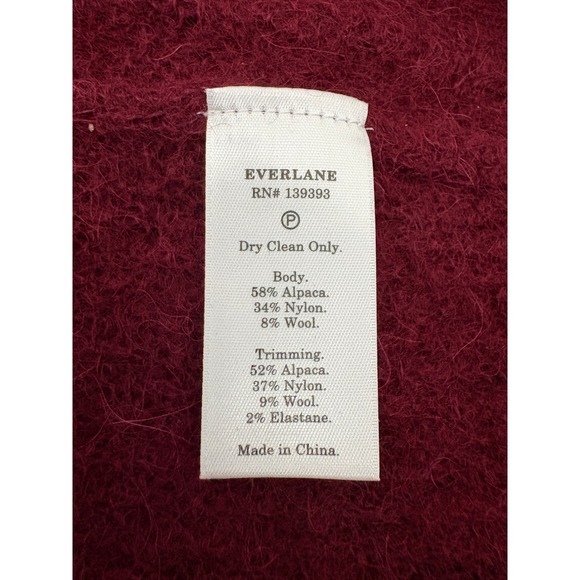 EVERLANE
RN# 139393
P
Dry Clean Only.
Body.
58% Alpaca.
34% Nylon.
8% Wool.
Trimming.
52% Alpaca.
37% Nylon.
9% Wool.
2% Elastane.
Made in China.